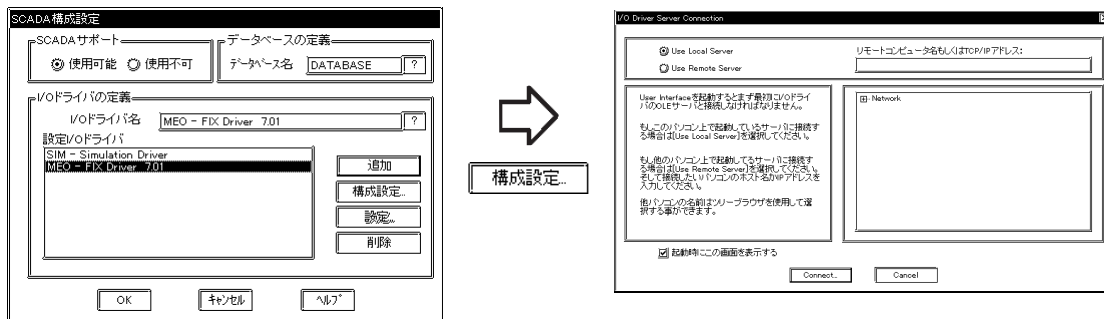 SCADA構成設定
SCADAサポート
使用可能 使用不可
データベースの定義
データベース名 DATABASE ?
I/Oドライバの定義
I/Oドライバ名 MEO - FIX Driver 7.01 ?
設定I/Oドライバ
SIM - Simulation Driver
MEO - FIX Driver 7.01
追加
構成設定...
設定...
削除
OK キャンセル ヘルプ
構成設定...
I/O Driver Server Connection
Use Local Server
Use Remote Server
リモートコンピュータ名もしくはTCP/IPアドレス:
User Interfaceを起動するとまず最初にI/Oドライ
バのOLEサーバと接続しなければなりません。
もしこのパソコン上で起動しているサーバに接続す
る場合は[Use Local Server]を選択してください。
もし他のパソコン上で起動してるサーバに接続す
る場合は[Use Remote Server]を選択してください。
そして接続したいパソコンのホスト名かIPアドレスを
入力してください。
他パソコンの名前はツリーブラウザを使用して選
択する事ができます。
Network
起動時にこの画面を表示する
Connect... Cancel